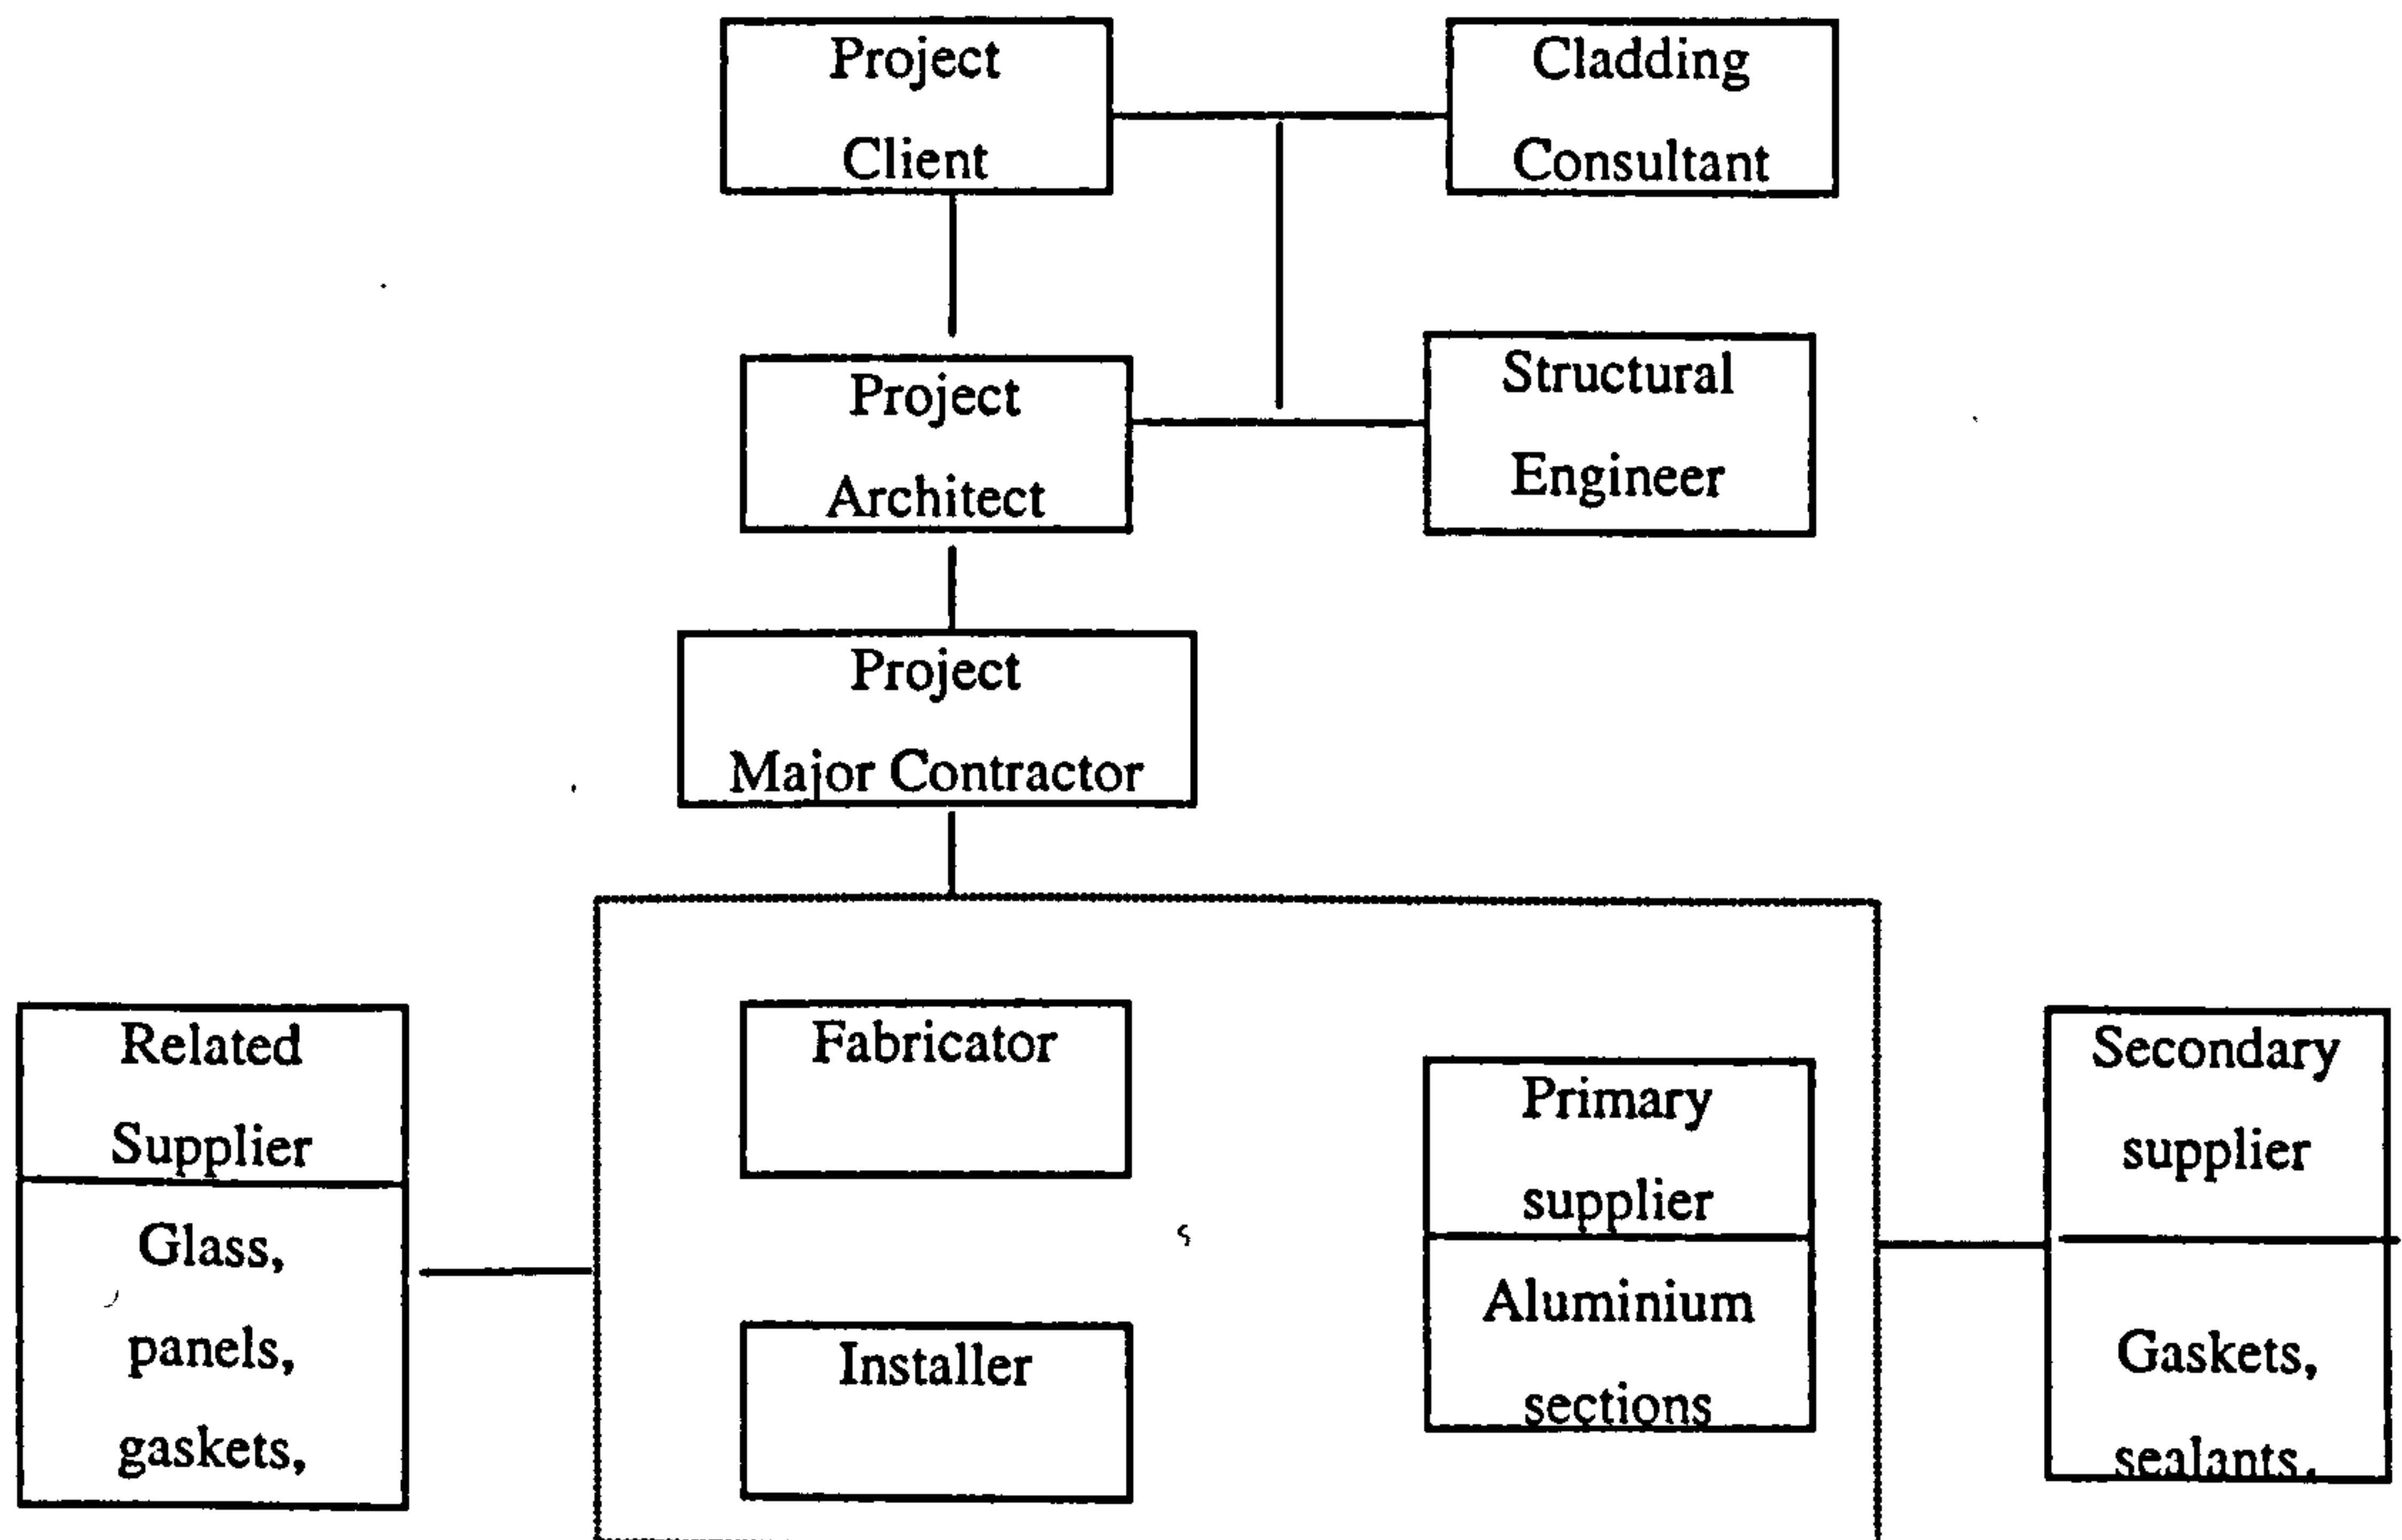 Project
Client
Cladding
Consultant
Project
Architect
Structural
Engineer
Project
Major Contractor
Related
Supplier
Glass,
panels,
gaskets,
Fabricator
Installer
Primary
supplier
Aluminium
sections
Secondary
supplier
Gaskets,
sealants,